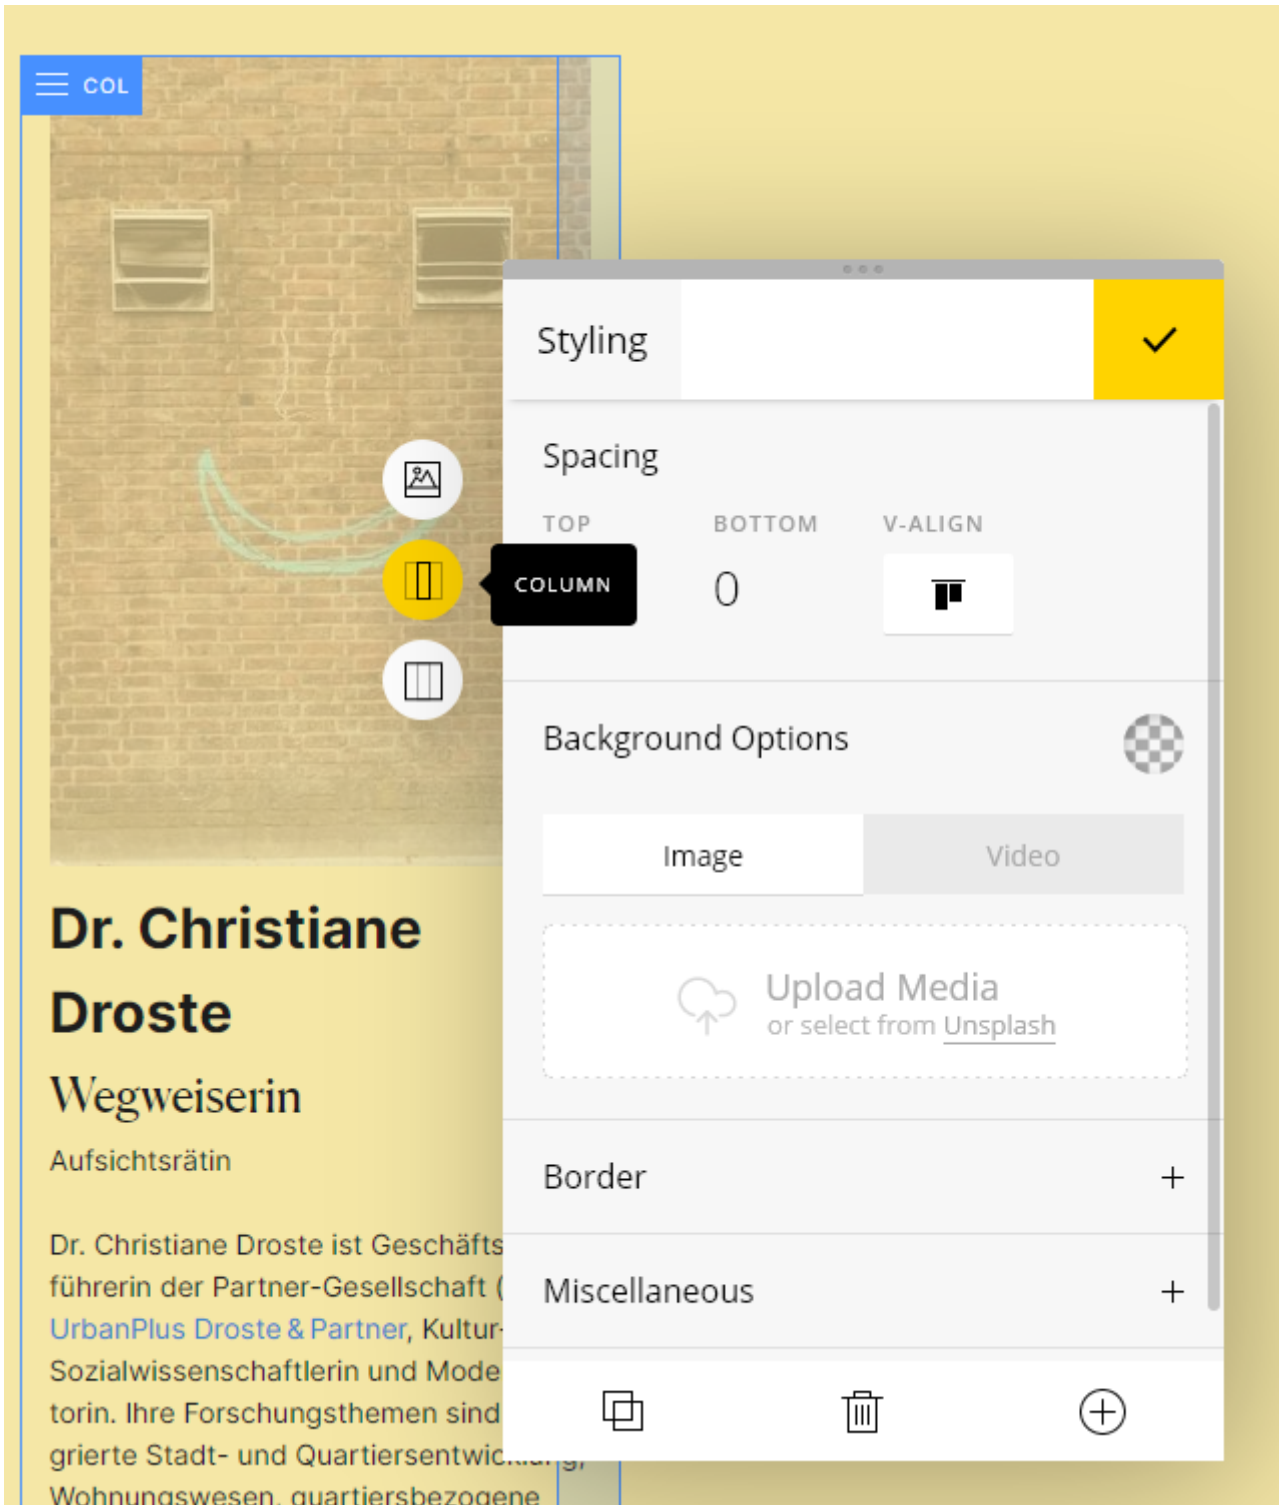 COL
Styling
Spacing
TOP
BOTTOM
V-ALIGN
COLUMN
0
Background Options
Image
Video
Upload Media
or select from Unsplash
Border
Miscellaneous
Dr. Christiane
Droste
Wegweiserin
Aufsichtsrätin
Dr. Christiane Droste ist Geschäfts
führerin der Partner-Gesellschaft (
UrbanPlus Droste & Partner, Kultur-
Sozialwissenschaftlerin und Mode
torin. Ihre Forschungsthemen sind
grierte Stadt- und Quartiersentwicklung,
Wohnungswesen, quartiersbezogene